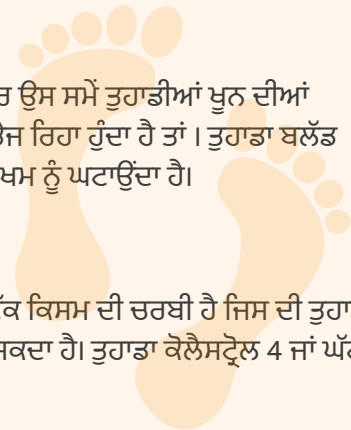 ਰ ਉਸ ਸਮੇਂ ਤੁਹਾਡੀਆਂ ਖ਼ੂਨ ਦੀਆਂ
ਰਿਹਾ ਹੁੰਦਾ ਹੈ ਤਾਂ । ਤੁਹਾਡਾ ਬਲੱਡ
ਖਮ ਨੂੰ ਘਟਾਉਂਦਾ ਹੈ।
ਕਿਸਮ ਦੀ ਚਰਬੀ ਹੈ ਜਿਸ ਦੀ ਤੁਹਾ
ਸਕਦਾ ਹੈ। ਤੁਹਾਡਾ ਕੋਲੈਸਟ੍ਰੋਲ 4 ਜਾਂ